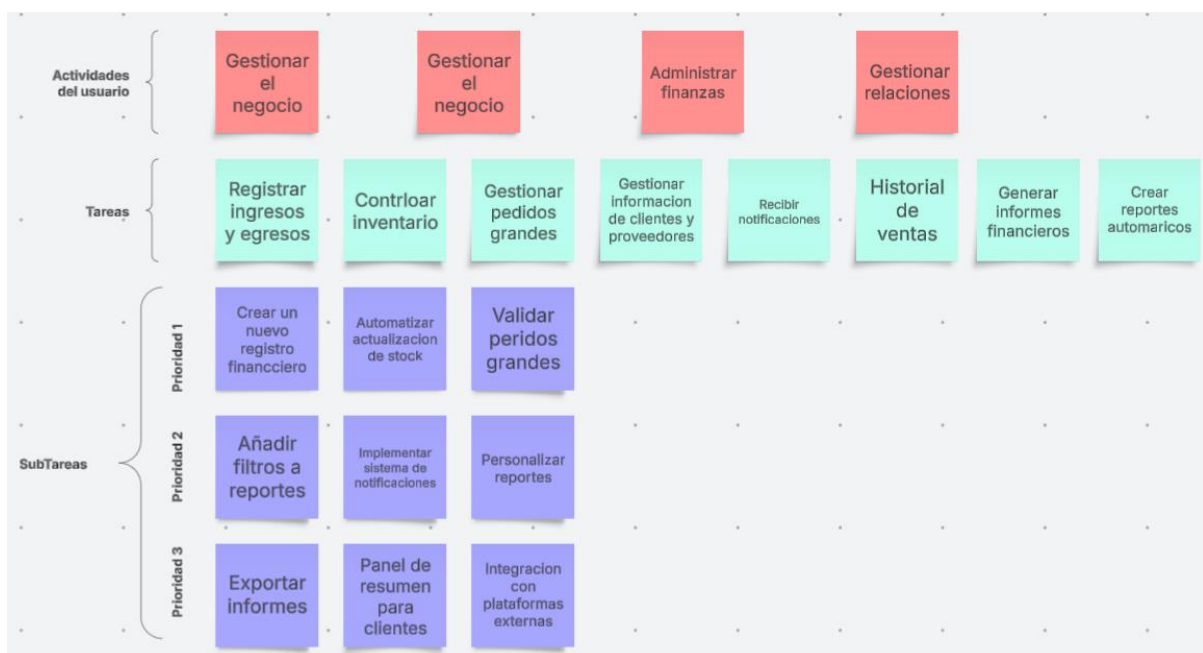 Actividades
del usuario
Gestionar
el
negocio
Gestionar
el
negocio
Administrar
finanzas
Gestionar
relaciones
Tareas
Registrar
ingresos
y egresos
Contrloar
inventario
Gestionar
pedidos
grandes
Gestionar
informacion
de clientes y
proveedores
Recibir
notificaciones
Historial
de
ventas
Generar
informes
financieros
Crear
reportes
automaricos
SubTareas
Prioridad 1
Crear un
nuevo
registro
financciero
Automatizar
actualizacion
de stock
Validar
peridos
grandes
Prioridad 2
Añadir
filtros a
reportes
Implementar
sistema de
notificaciones
Personalizar
reportes
Prioridad 3
Exportar
informes
Panel de
resumen
para
clientes
Integracion
con
plataformas
externas